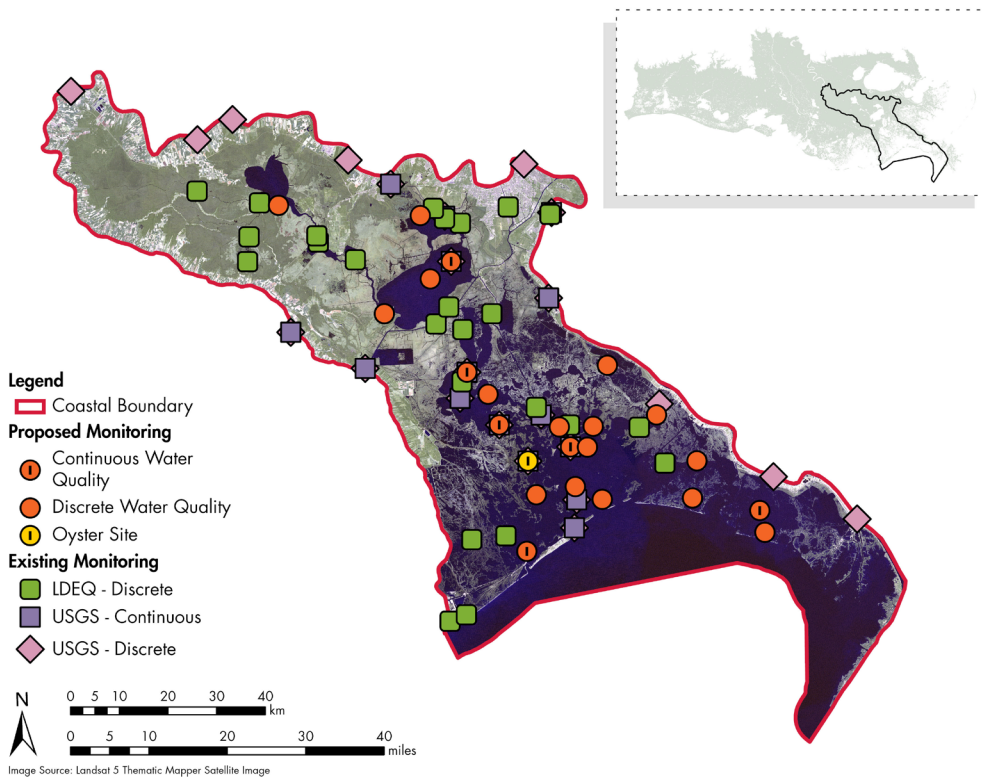 Legend
Coastal Boundary
Proposed Monitoring
Continuous Water
Quality
Discrete Water Quality
Oyster Site
Existing Monitoring
LDEQ - Discrete
USGS - Continuous
USGS - Discrete
N
0 5 10 20 30 40
km
0 5 10 20 30 40
miles
Image Source: Landsat 5 Thematic Mapper Satellite Image